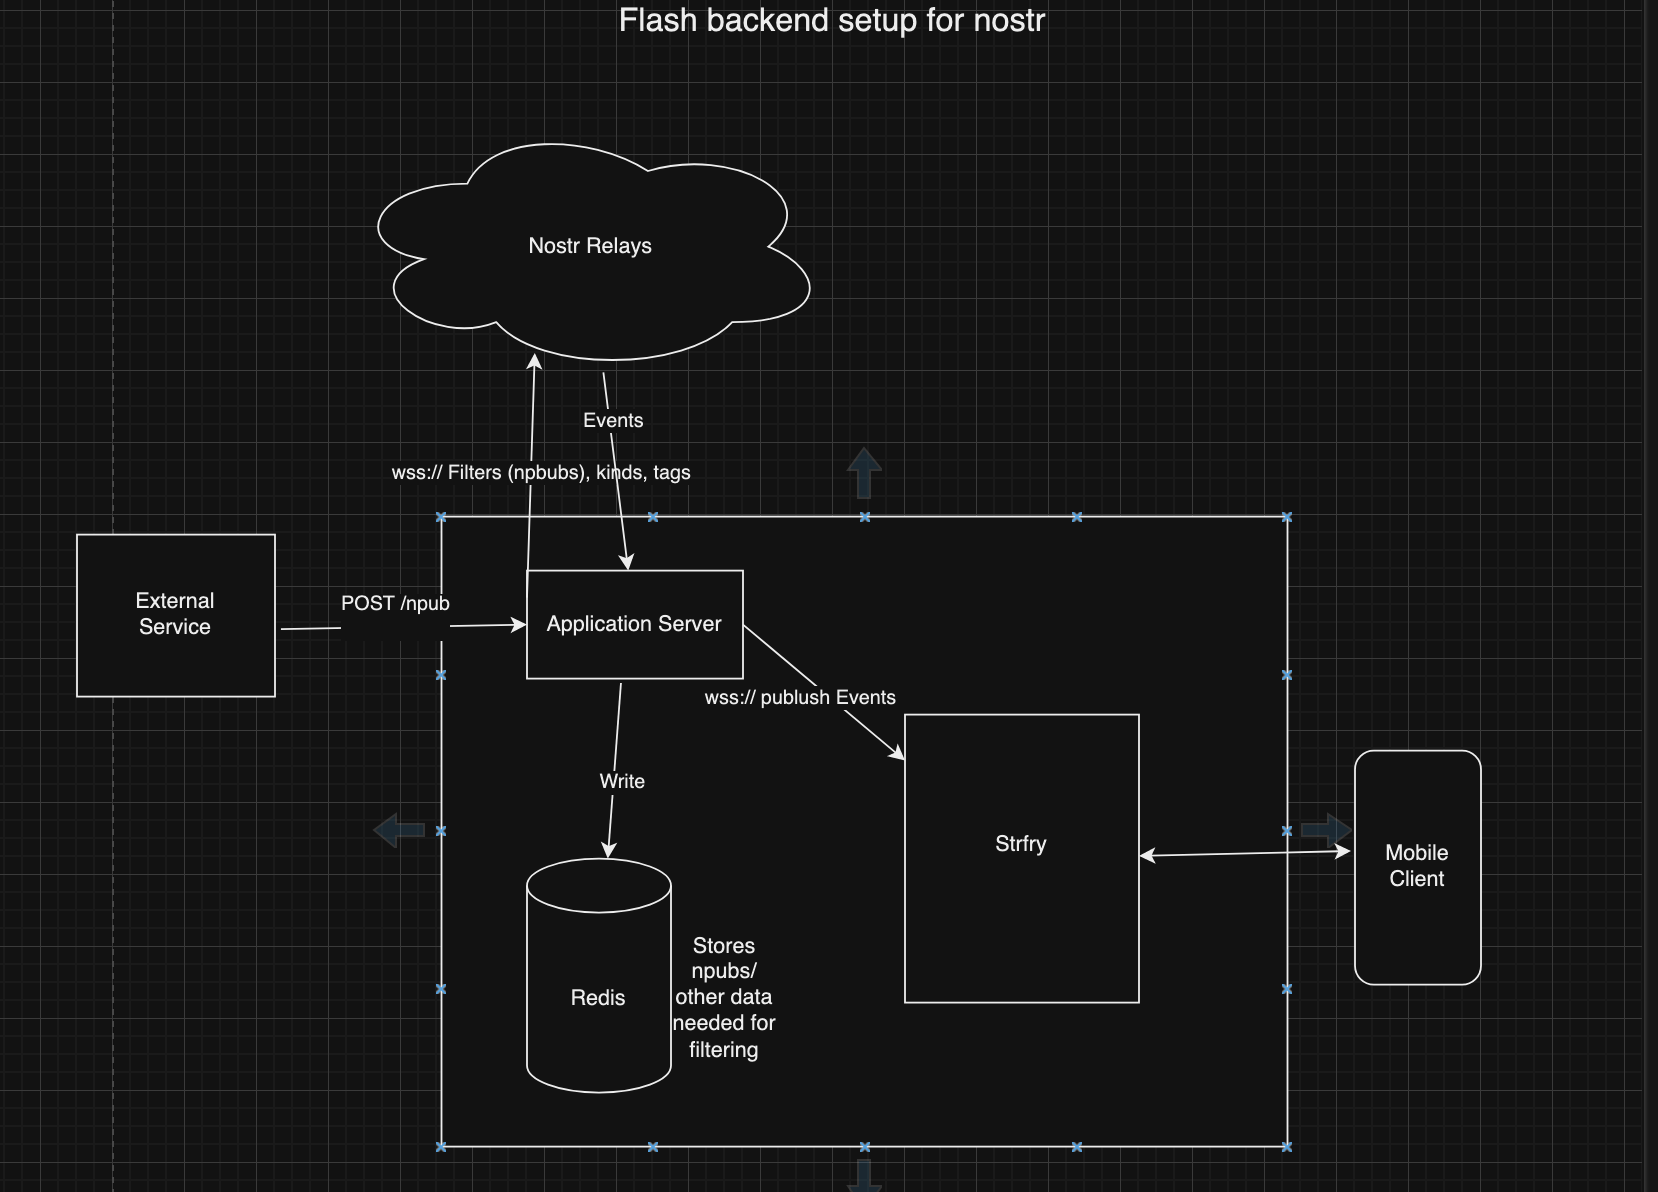 Flash backend setup for nostr
Nostr Relays
Events
wss:// Filters (npbubs), kinds, tags
External
Service
POST /npub
Application Server
wss:// publush Events
Write
Strfry
Mobile
Client
Redis
Stores
npubs/
other data
needed for
filtering